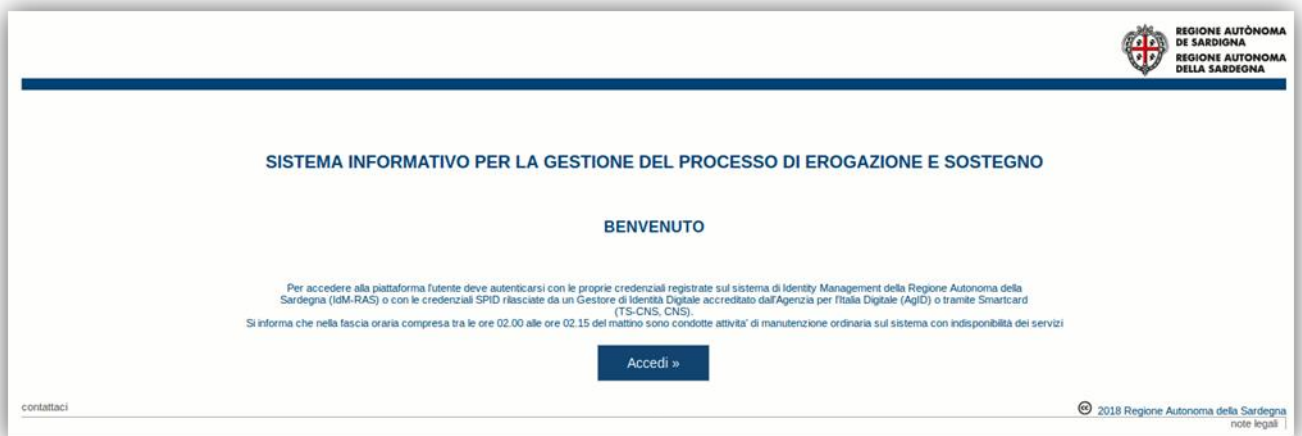 REGIONE AUTÒNOMA
DE SARDIGNA
REGIONE AUTONOMA
DELLA SARDEGNA
SISTEMA INFORMATIVO PER LA GESTIONE DEL PROCESSO DI EROGAZIONE E SOSTEGNO
BENVENUTO
Per accedere alla piattaforma l'utente deve autenticarsi con le proprie credenziali registrate sul sistema di Identity Management della Regione Autonoma della
Sardegna (IdM-RAS) o con le credenziali SPID rilasciate da un Gestore di Identità Digitale accreditato dall'Agenzia per l'Italia Digitale (AgID) o tramite Smartcard
(TS-CNS, CNS).
Si informa che nella fascia oraria compresa tra le ore 02.00 alle ore 02.15 del mattino sono condotte attivita' di manutenzione ordinaria sul sistema con indisponibilità dei servizi
Accedi »
contattaci
cc 2018 Regione Autonoma della Sardegna
note legali